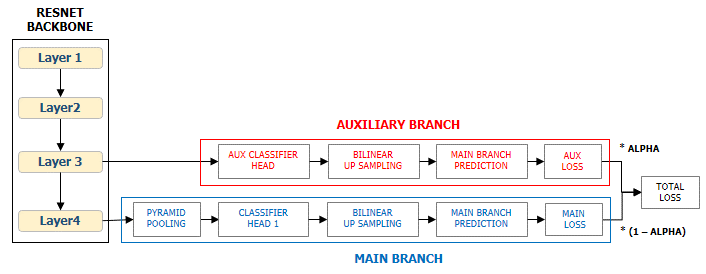 RESNET
BACKBONE
Layer 1
Layer2
Layer 3
Layer4
AUXILIARY BRANCH
AUX CLASSIFIER
HEAD
BILINEAR
UP SAMPLING
MAIN BRANCH
PREDICTION
AUX
LOSS
* ALPHA
PYRAMID
POOLING
CLASSIFIER
HEAD 1
BILINEAR
UP SAMPLING
MAIN BRANCH
PREDICTION
MAIN
LOSS
* (1 – ALPHA)
TOTAL
LOSS
MAIN BRANCH